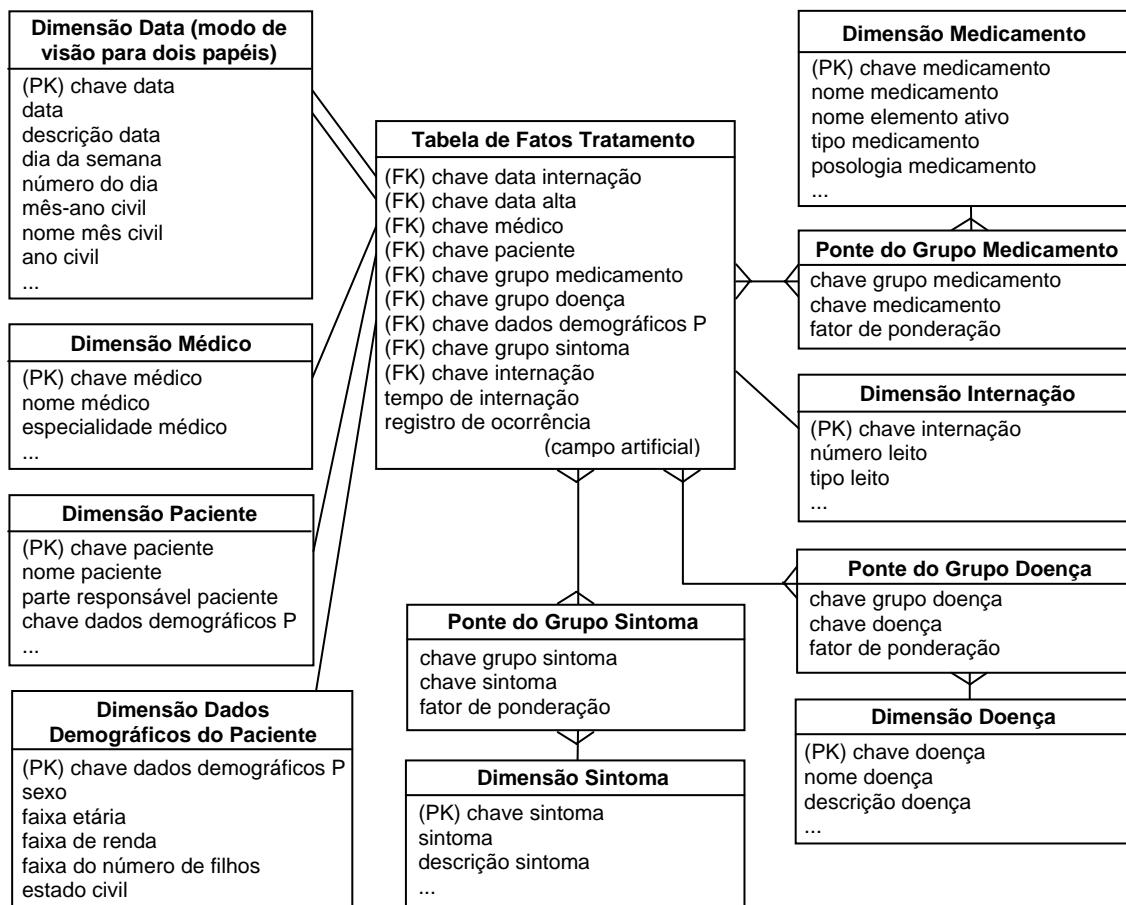 Dimensão Data (modo de
visão para dois papéis)
(PK) chave data
data
descrição data
dia da semana
número do dia
mês-ano civil
nome mês civil
ano civil
...
Dimensão Médico
(PK) chave médico
nome médico
especialidade médico
...
Dimensão Paciente
(PK) chave paciente
nome paciente
parte responsável paciente
chave dados demográficos P
...
Dimensão Dados
Demográficos do Paciente
(PK) chave dados demográficos P
sexo
faixa etária
faixa de renda
faixa do número de filhos
estado civil
Tabela de Fatos Tratamento
(FK) chave data internação
(FK) chave data alta
(FK) chave médico
(FK) chave paciente
(FK) chave grupo medicamento
(FK) chave grupo doença
(FK) chave dados demográficos P
(FK) chave grupo sintoma
(FK) chave internação
tempo de internação
registro de ocorrência
(campo artificial)
Ponte do Grupo Sintoma
chave grupo sintoma
chave sintoma
fator de ponderação
Dimensão Sintoma
(PK) chave sintoma
sintoma
descrição sintoma
...
Dimensão Medicamento
(PK) chave medicamento
nome medicamento
nome elemento ativo
tipo medicamento
posologia medicamento
...
Ponte do Grupo Medicamento
chave grupo medicamento
chave medicamento
fator de ponderação
Dimensão Internação
(PK) chave internação
número leito
tipo leito
...
Ponte do Grupo Doença
chave grupo doença
chave doença
fator de ponderação
Dimensão Doença
(PK) chave doença
nome doença
descrição doença
...